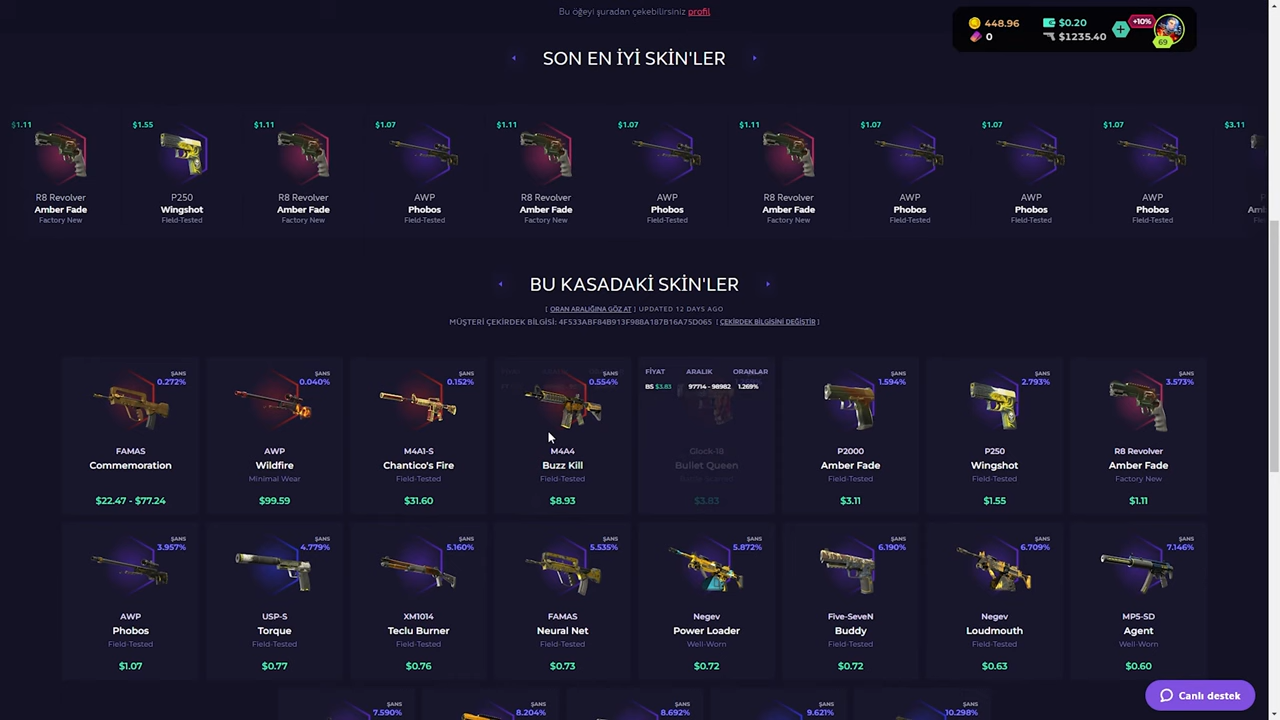 Bu öğeyi şuradan çekebilirsiniz profil
448.96
$0.20
+10%
0
$1235.40
69
SON EN İYİ SKİN'LER
$1.11
$1.55
$1.11
$1.07
$1.11
$1.07
$1.11
$1.07
$1.07
$1.07
$3.11
R8 Revolver
P250
R8 Revolver
AWP
R8 Revolver
AWP
R8 Revolver
AWP
AWP
AWP
Amber Fade
Wingshot
Amber Fade
Phobos
Amber Fade
Phobos
Amber Fade
Phobos
Phobos
Phobos
Factory New
Field-Tested
Factory New
Field-Tested
Factory New
Field-Tested
Factory New
Field-Tested
Field-Tested
Field-Tested
BU KASADAKİ SKİN'LER
[ ORAN ARALIĞINA GÖZ AT ] UPDATED 12 DAYS AGO
MÜŞTERİ ÇEKİRDEK BİLGİSİ: 4F533ABF84B913F988A187B16A75D065 [ ÇEKİRDEK BİLGİSİNİ DEĞİŞTİR ]
ŞANS
0.272%
FAMAS
Commemoration
$22.47 - $77.24
ŞANS
0.040%
AWP
Wildfire
Minimal Wear
$99.59
ŞANS
0.152%
M4A1-S
Chantico's Fire
Field-Tested
$31.60
ŞANS
0.554%
M4A4
Buzz Kill
Field-Tested
$8.93
FİYAT ARALIK ORANLAR
BS $3.83 97714 - 98982 1.269%
Glock-18
Bullet Queen
$3.83
ŞANS
1.594%
P2000
Amber Fade
Field-Tested
$3.11
ŞANS
2.793%
P250
Wingshot
Field-Tested
$1.55
ŞANS
3.573%
R8 Revolver
Amber Fade
Factory New
$1.11
ŞANS
3.957%
AWP
Phobos
Field-Tested
$1.07
ŞANS
4.779%
USP-S
Torque
Field-Tested
$0.77
ŞANS
5.160%
XM1014
Teclu Burner
Field-Tested
$0.76
ŞANS
5.535%
FAMAS
Neural Net
Field-Tested
$0.73
ŞANS
5.872%
Negev
Power Loader
Well-Worn
$0.72
ŞANS
6.190%
Five-SeveN
Buddy
Field-Tested
$0.72
ŞANS
6.709%
Negev
Loudmouth
Field-Tested
$0.63
ŞANS
7.146%
MP5-SD
Agent
Well-Worn
$0.60
ŞANS
7.590%
ŞANS
8.204%
ŞANS
8.692%
ŞANS
9.621%
ŞANS
10.298%
Canlı destek